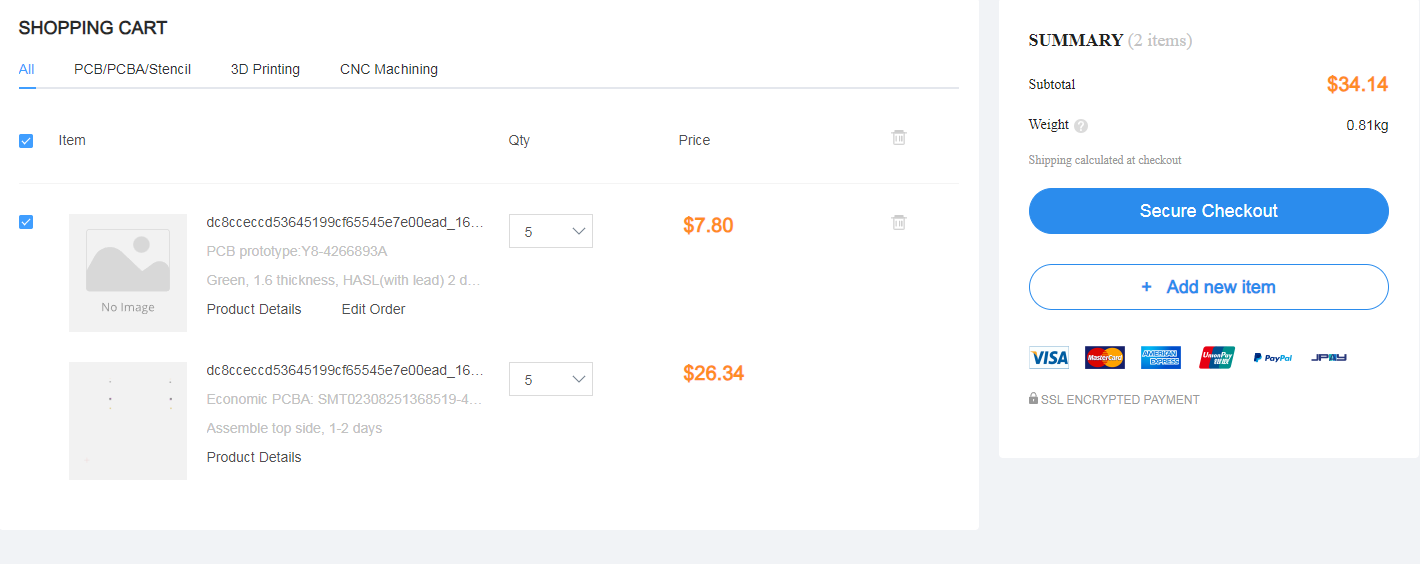 SHOPPING CART
All PCB/PCBA/Stencil 3D Printing CNC Machining
Item Qty Price
dc8cceccd53645199cf65545e7e00ead_16... 5 $7.80
PCB prototype:Y8-4266893A
Green, 1.6 thickness, HASL(with lead) 2 d...
No Image
Product Details Edit Order
dc8cceccd53645199cf65545e7e00ead_16... 5 $26.34
Economic PCBA: SMT02308251368519-4...
Assemble top side, 1-2 days
Product Details
SUMMARY (2 items)
Subtotal $34.14
Weight ? 0.81kg
Shipping calculated at checkout
Secure Checkout
+ Add new item
VISA MasterCard AMERICAN EXPRESS UnionPay 银联 PayPal JPAY
SSL ENCRYPTED PAYMENT